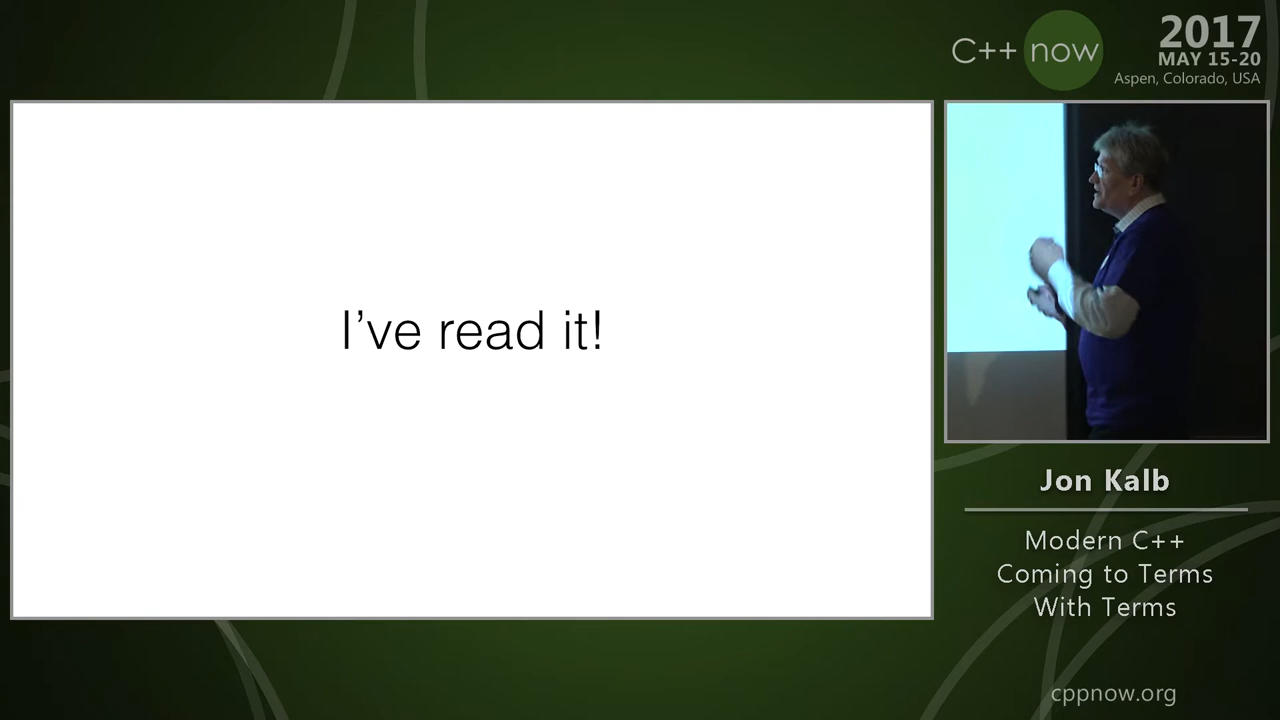 C++ now
2017
MAY 15-20
Aspen, Colorado, USA
I've read it!
Jon Kalb
Modern C++
Coming to Terms
With Terms
cppnow.org